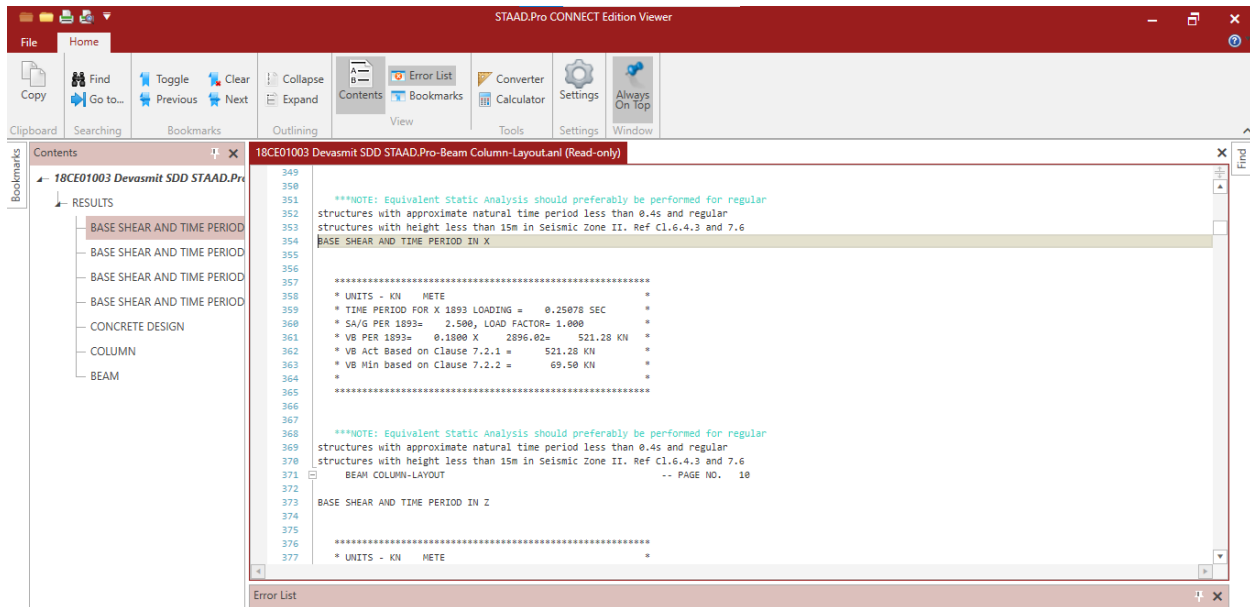 STAAD.Pro CONNECT Edition Viewer
File Home
Copy
Clipboard
Find
Go to...
Searching
Toggle Clear
Previous Next
Bookmarks
Collapse
Expand
Outlining
Contents
Error List
Bookmarks
View
Converter
Calculator
Tools
Settings
Settings
Always
On Top
Window
Bookmarks
Contents
18CE01003 Devasmit SDD STAAD.Pro
RESULTS
BASE SHEAR AND TIME PERIOD
BASE SHEAR AND TIME PERIOD
BASE SHEAR AND TIME PERIOD
BASE SHEAR AND TIME PERIOD
CONCRETE DESIGN
COLUMN
BEAM
18CE01003 Devasmit SDD STAAD.Pro-Beam Column-Layout.anl (Read-only)
Find
349
350
351 ***NOTE: Equivalent Static Analysis should preferably be performed for regular
352 structures with approximate natural time period less than 0.4s and regular
353 structures with height less than 15m in Seismic Zone II. Ref Cl.6.4.3 and 7.6
354 BASE SHEAR AND TIME PERIOD IN X
355
356
357 *********************************************************
358 * UNITS - KN METE *
359 * TIME PERIOD FOR X 1893 LOADING = 0.25078 SEC *
360 * SA/G PER 1893= 2.500, LOAD FACTOR= 1.000 *
361 * VB PER 1893= 0.1800 X 2896.02= 521.28 KN *
362 * VB Act Based on Clause 7.2.1 = 521.28 KN *
363 * VB Min based on Clause 7.2.2 = 69.50 KN *
364 * *
365 *********************************************************
366
367
368 ***NOTE: Equivalent Static Analysis should preferably be performed for regular
369 structures with approximate natural time period less than 0.4s and regular
370 structures with height less than 15m in Seismic Zone II. Ref Cl.6.4.3 and 7.6
371 BEAM COLUMN-LAYOUT -- PAGE NO. 10
372
373 BASE SHEAR AND TIME PERIOD IN Z
374
375
376 *********************************************************
377 * UNITS - KN METE *
Error List